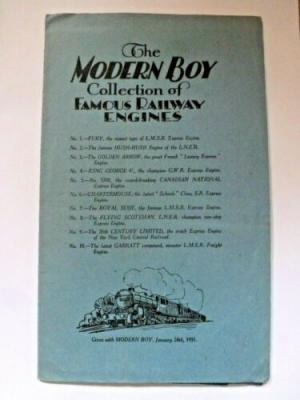 The
MODERN BOY
Collection of
FAMOUS RAILWAY
ENGINES
No. 1.—FURY, the newest type of L.M.S.R. Express Engine.
No. 2.—The famous HUSH-HUSH Engine of the L.N.E.R.
No. 3.—The GOLDEN ARROW, the great French "Luxury Express"
Engine.
No. 4.—KING GEORGE V., the champion G.W.R. Express Engine.
No. 5.—No. 5700, the record-breaking CANADIAN NATIONAL
Express Engine.
No. 6.—CHARTERHOUSE, the latest "Schools" Class, S.R. Express
Engine.
No. 7.—The ROYAL SCOT, the famous L.M.S.R. Express Engine.
No. 8.—The FLYING SCOTSMAN, L.N.E.R. champion non-stop
Express Engine.
No. 9.—The 20th CENTURY LIMITED, the crack Express Engine
of the New York Central Railroad.
No. 10.—The latest GARRATT compound, monster L.M.S.R. Freight
Engine.
Given with MODERN BOY, January 24th, 1931.